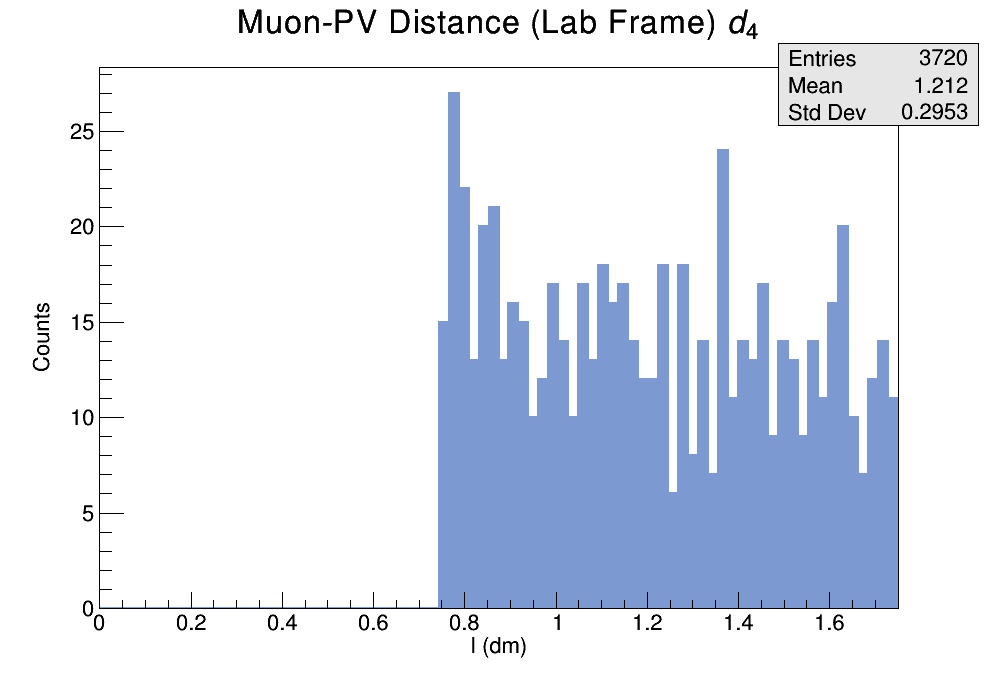 Muon-PV Distance (Lab Frame) d4
Entries 3720
Mean 1.212
Std Dev 0.2953
Counts
25
20
15
10
5
0
0 0.2 0.4 0.6 0.8 1 1.2 1.4 1.6
l (dm)